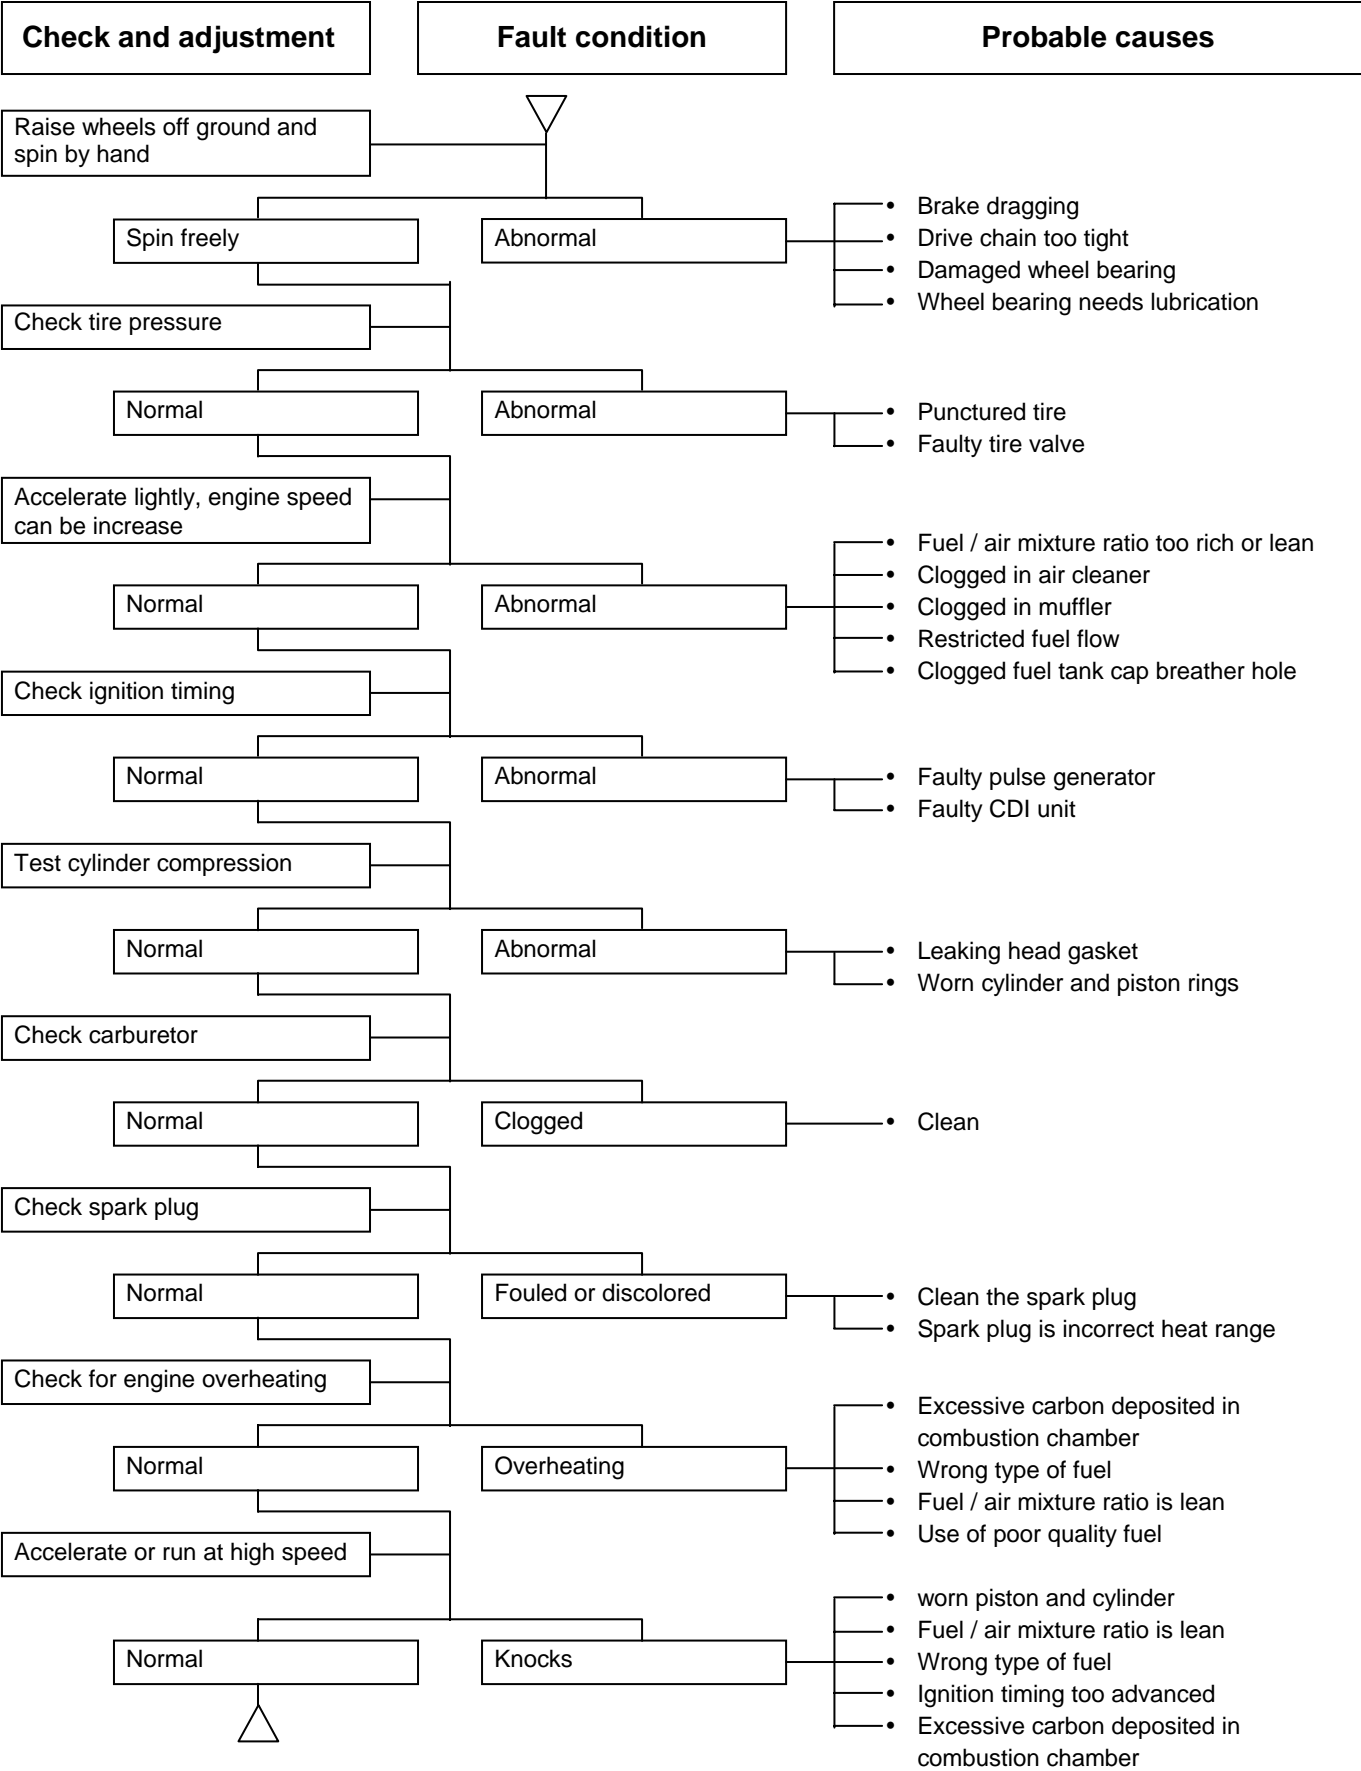 Check and adjustment
Fault condition
Probable causes
Raise wheels off ground and
spin by hand
Spin freely
Abnormal
• Brake dragging
• Drive chain too tight
• Damaged wheel bearing
• Wheel bearing needs lubrication
Check tire pressure
Normal
Abnormal
• Punctured tire
• Faulty tire valve
Accelerate lightly, engine speed
can be increase
Normal
Abnormal
• Fuel / air mixture ratio too rich or lean
• Clogged in air cleaner
• Clogged in muffler
• Restricted fuel flow
• Clogged fuel tank cap breather hole
Check ignition timing
Normal
Abnormal
• Faulty pulse generator
• Faulty CDI unit
Test cylinder compression
Normal
Abnormal
• Leaking head gasket
• Worn cylinder and piston rings
Check carburetor
Normal
Clogged
• Clean
Check spark plug
Normal
Fouled or discolored
• Clean the spark plug
• Spark plug is incorrect heat range
Check for engine overheating
Normal
Overheating
• Excessive carbon deposited in
combustion chamber
• Wrong type of fuel
• Fuel / air mixture ratio is lean
• Use of poor quality fuel
Accelerate or run at high speed
Normal
Knocks
• worn piston and cylinder
• Fuel / air mixture ratio is lean
• Wrong type of fuel
• Ignition timing too advanced
• Excessive carbon deposited in
combustion chamber